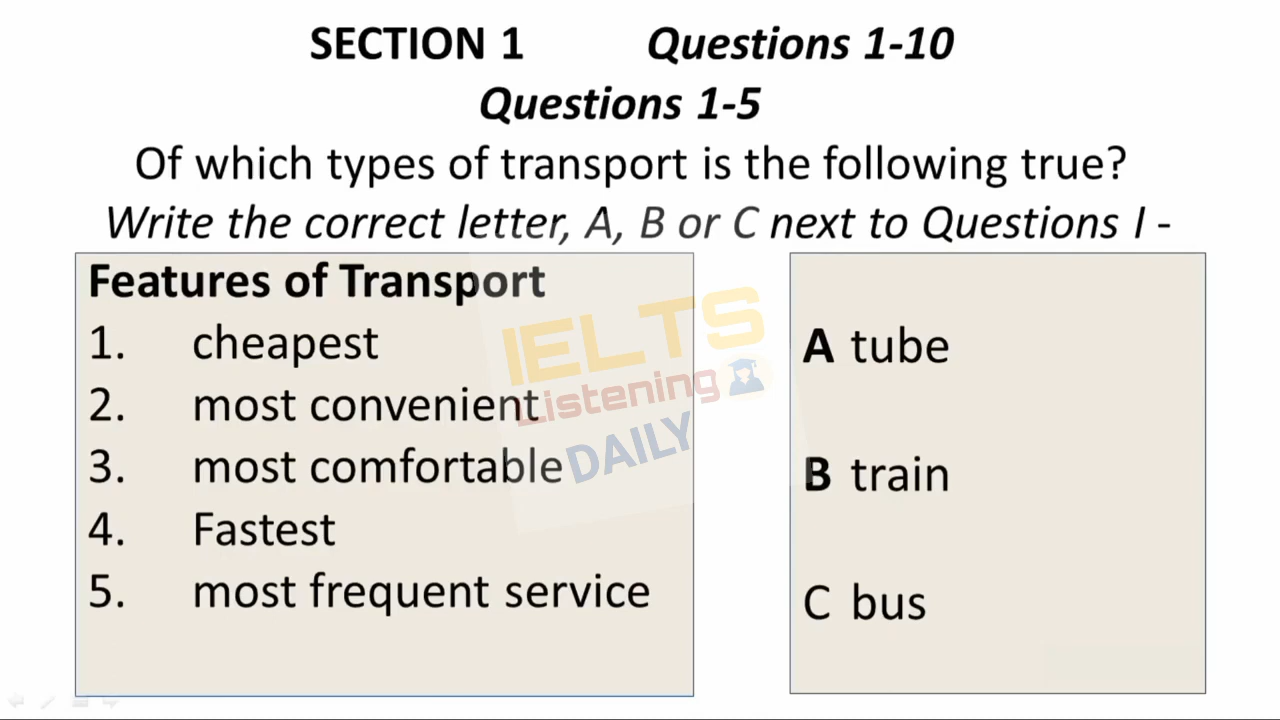 SECTION 1 Questions 1-10
Questions 1-5
Of which types of transport is the following true?
Write the correct letter, A, B or C next to Questions I -
Features of Transport
1. cheapest
2. most convenient
3. most comfortable
4. Fastest
5. most frequent service
A tube
B train
C bus
IELTS
Listening
DAILY